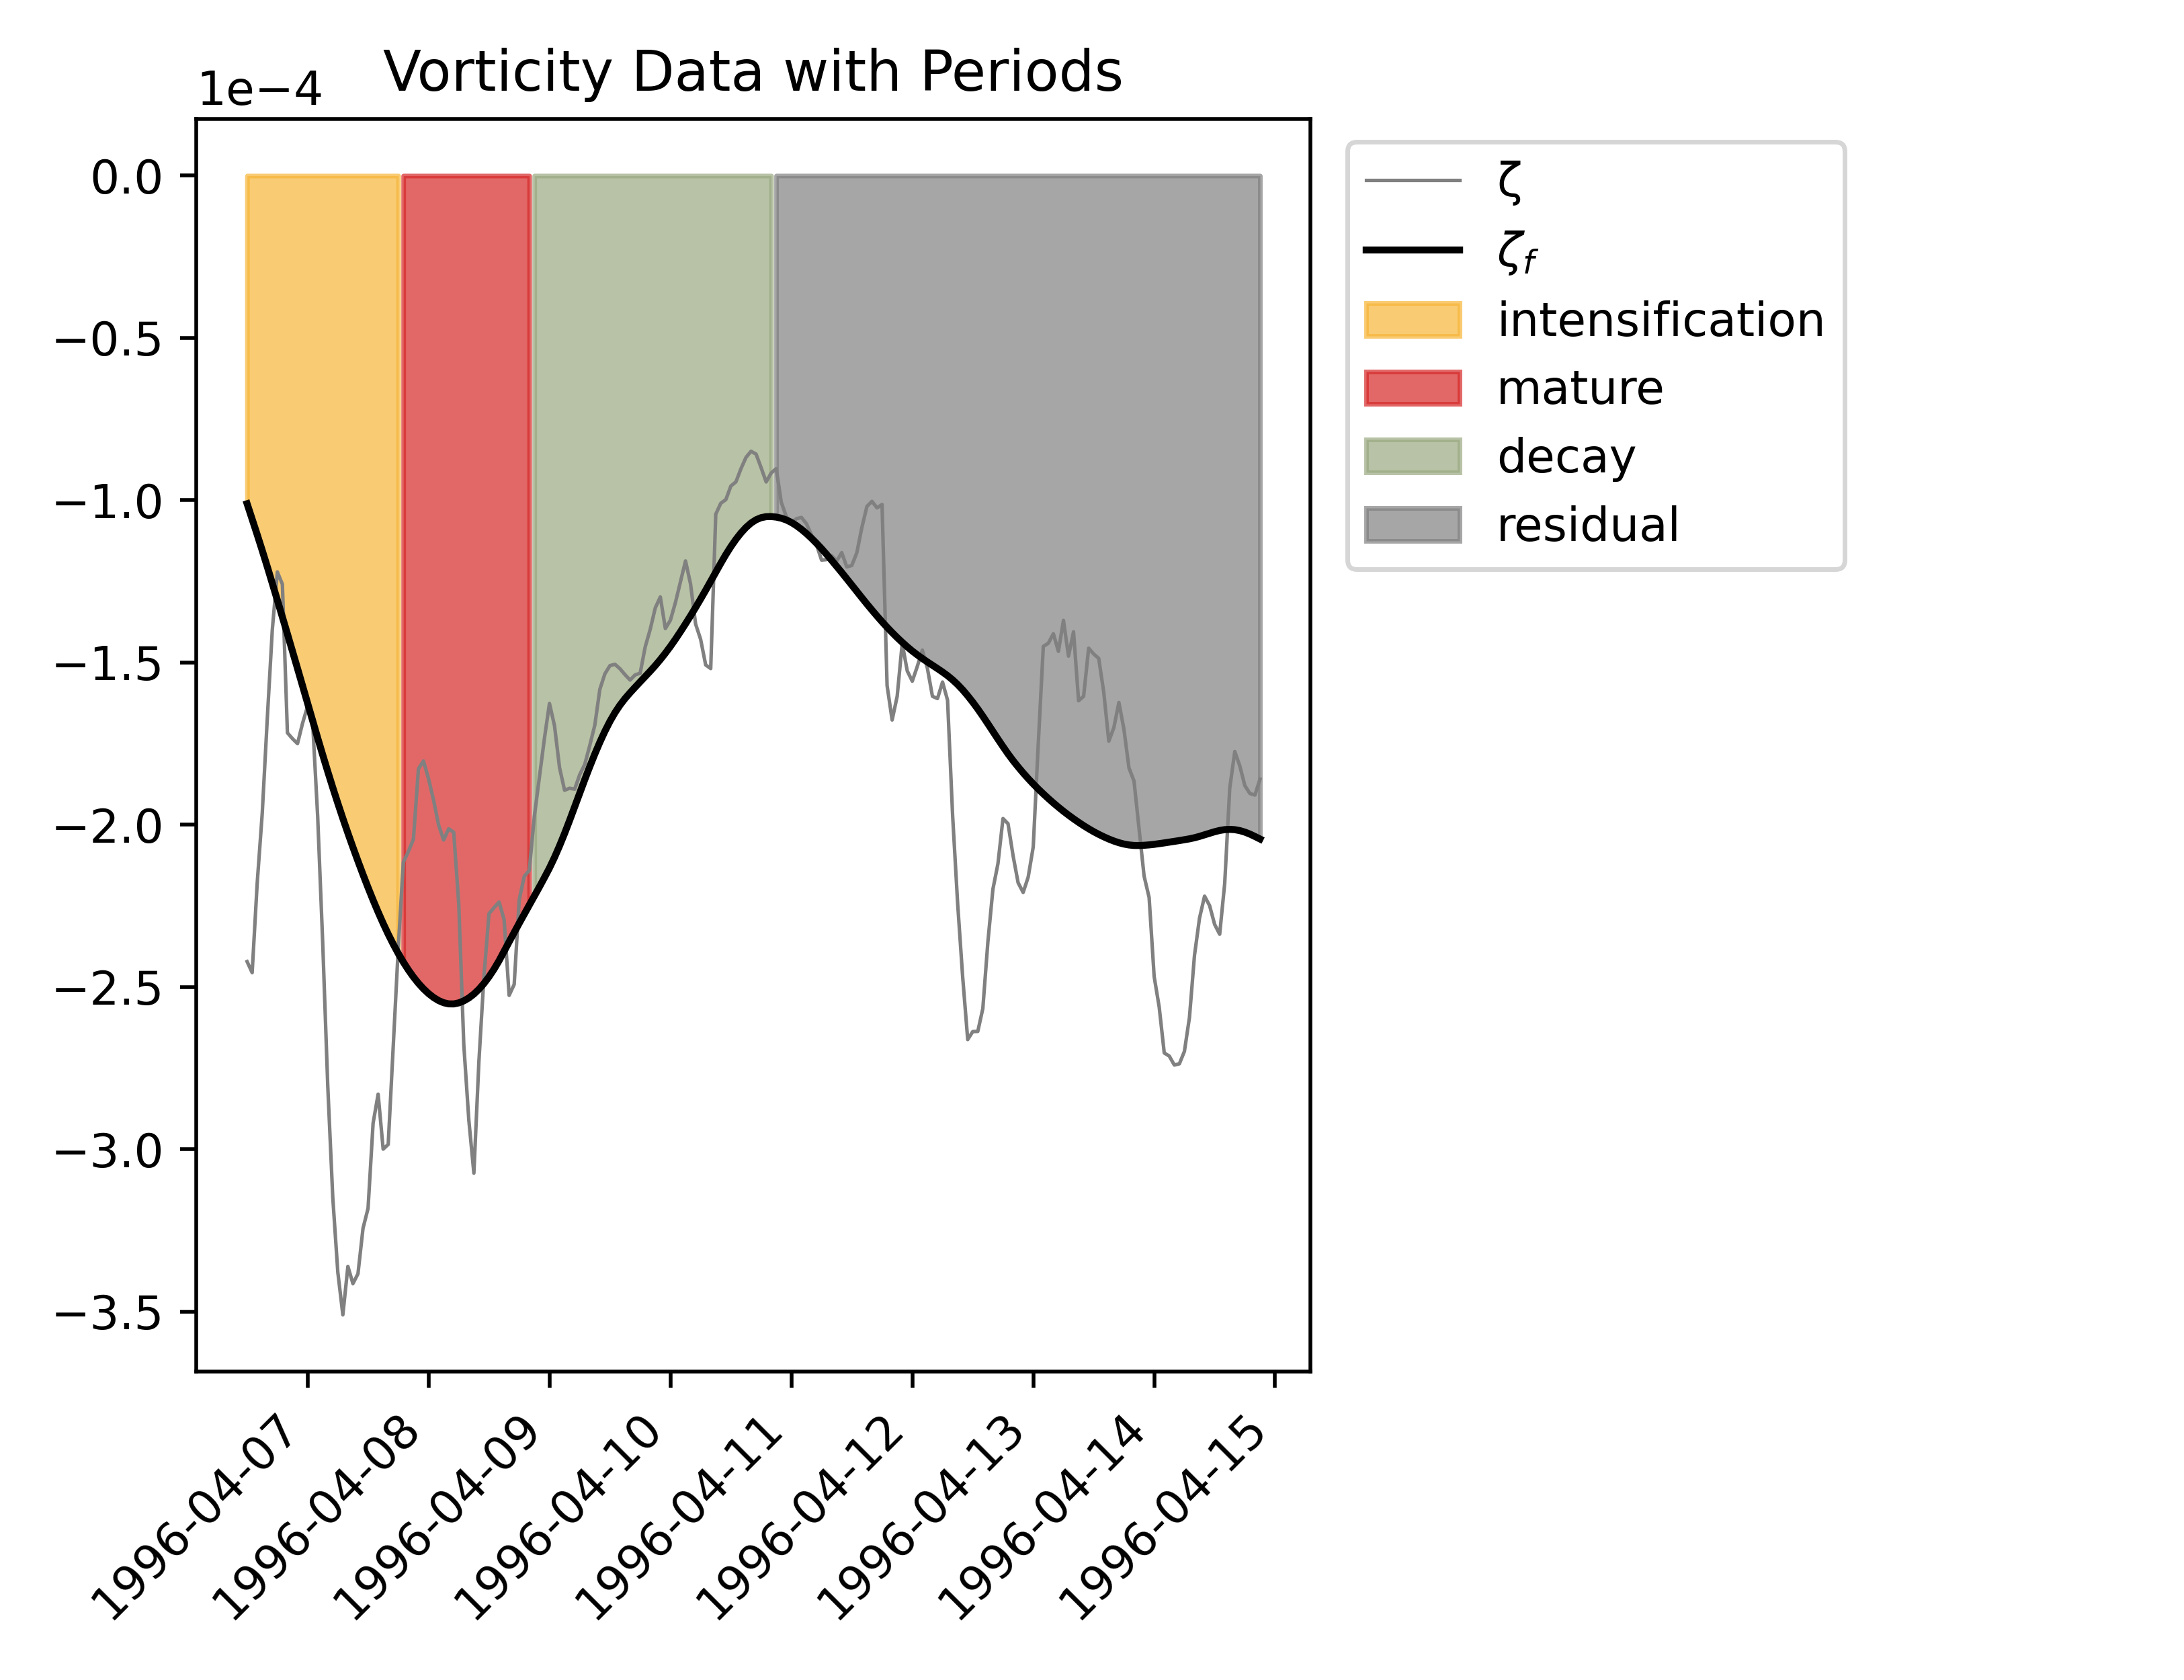 Vorticity Data with Periods
1e−4
0.0
−0.5
−1.0
−1.5
−2.0
−2.5
−3.0
−3.5
1996-04-07
1996-04-08
1996-04-09
1996-04-10
1996-04-11
1996-04-12
1996-04-13
1996-04-14
1996-04-15
ζ
ζf
intensification
mature
decay
residual